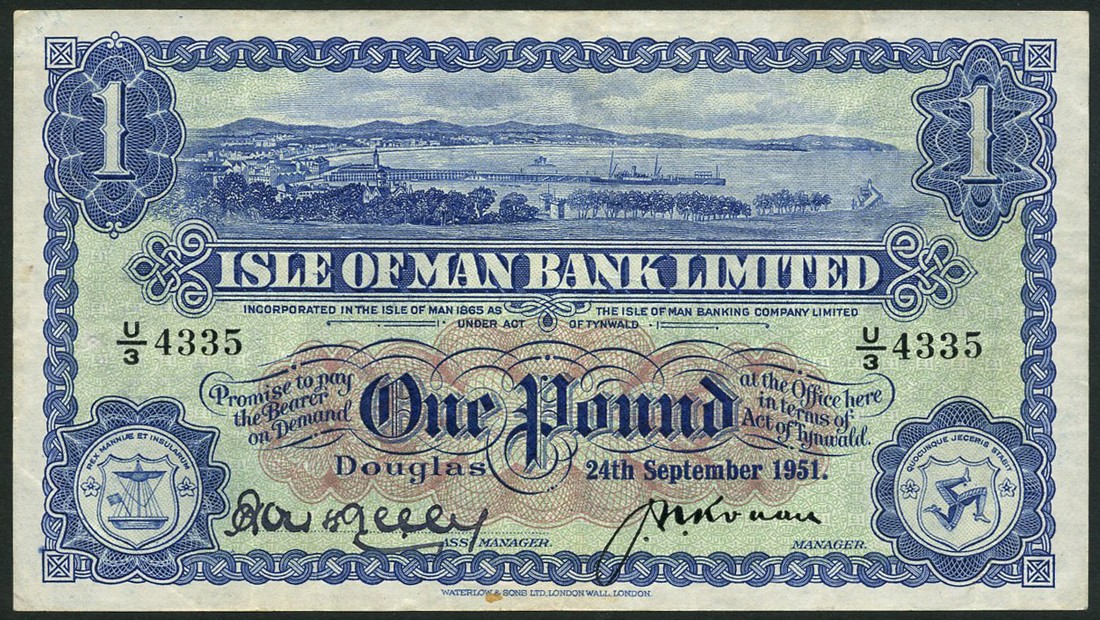 1 1
ISLE OF MAN BANK LIMITED
INCORPORATED IN THE ISLE OF MAN 1865 AS THE ISLE OF MAN BANKING COMPANY LIMITED
UNDER ACT OF TYNWALD
U/3 4335 U/3 4335
Promise to pay
the Bearer
on Demand
One Pound
at the Office here
in terms of
Act of Tynwald.
Douglas 24th September 1951.
REX MANNIÆ ET INSULARUM
QUOCUNQUE JECERIS STABIT
ASST MANAGER. MANAGER.
WATERLOW & SONS LTD, LONDON WALL, LONDON.